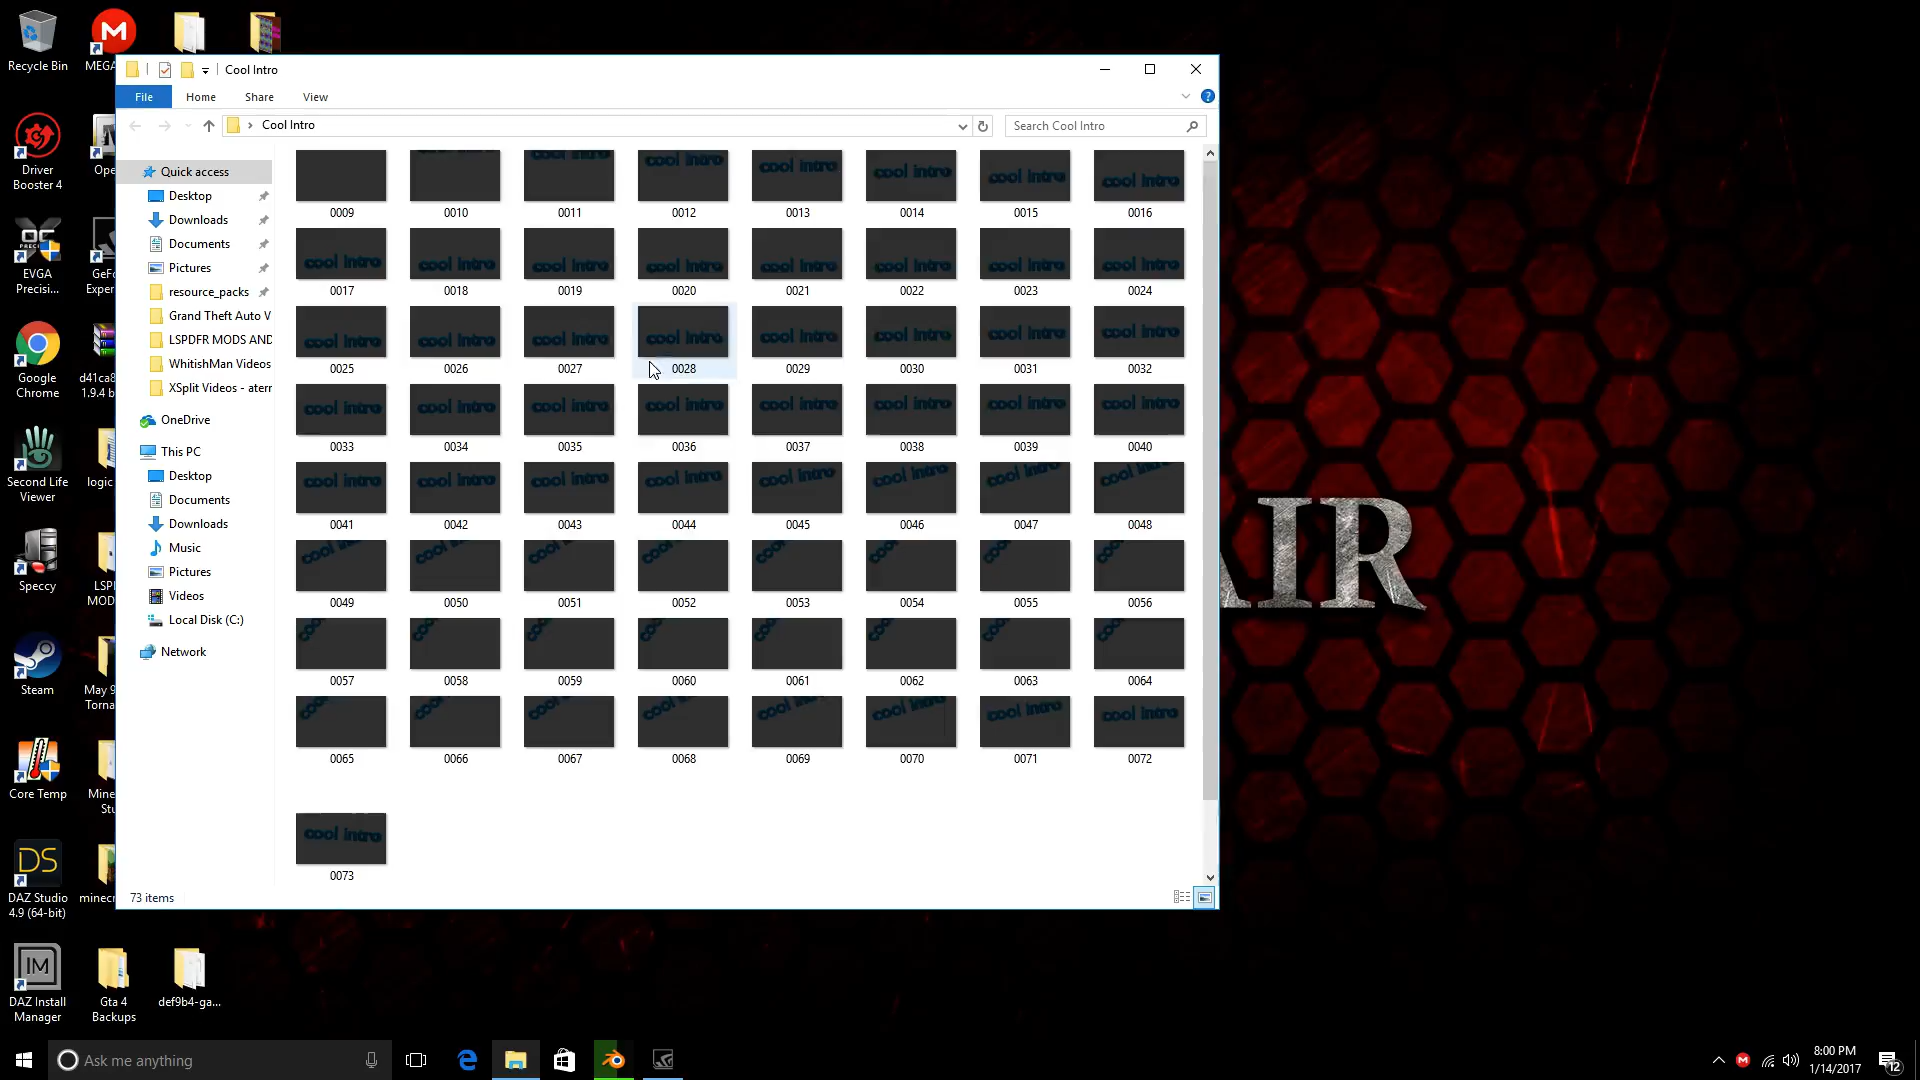 Recycle Bin
MEGA
Cool Intro
File
Home
Share
View
Cool Intro
Search Cool Intro
Driver
Booster 4
Ope
Quick access
Desktop
Downloads
Documents
Pictures
resource_packs
Grand Theft Auto V
LSPDFR MODS AND
WhitishMan Videos
XSplit Videos - aterr
OneDrive
This PC
Desktop
Documents
Downloads
Music
Pictures
Videos
Local Disk (C:)
Network
0009 0010 0011 0012 0013 0014 0015 0016
0017 0018 0019 0020 0021 0022 0023 0024
0025 0026 0027 0028 0029 0030 0031 0032
0033 0034 0035 0036 0037 0038 0039 0040
0041 0042 0043 0044 0045 0046 0047 0048
0049 0050 0051 0052 0053 0054 0055 0056
0057 0058 0059 0060 0061 0062 0063 0064
0065 0066 0067 0068 0069 0070 0071 0072
cool intro
0073
73 items
EVGA
Precisi...
GeFo
Exper
Google
Chrome
d41ca8
1.9.4 b
Second Life
Viewer
logic
Speccy
LSP
MOD
Steam
May 9
Torna
Core Temp
Mine
Stu
DAZ Studio
4.9 (64-bit)
minec
DAZ Install
Manager
Gta 4
Backups
def9b4-ga...
AIR
Ask me anything
8:00 PM
1/14/2017
12